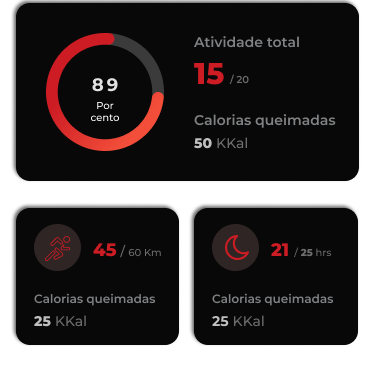 Atividade total
15 / 20
89
Por
cento
Calorias queimadas
50 KKal
45 / 60 Km
Calorias queimadas
25 KKal
21 / 25 hrs
Calorias queimadas
25 KKal